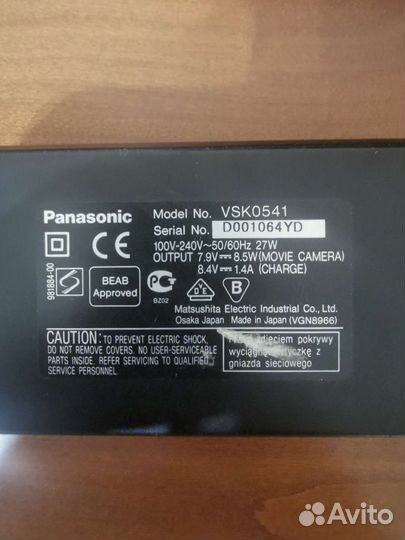 Panasonic
Model No. VSK0541
Serial No. D001064YD
100V-240V～50/60Hz 27W
OUTPUT 7.9V⎓ 8.5W(MOVIE CAMERA)
8.4V⎓ 1.4A (CHARGE)
CE
981884-00
S
BEAB
Approved
BZ02
VDE
B
Matsushita Electric Industrial Co., Ltd.
Osaka Japan Made in Japan (VGN8966)
CAUTION: TO PREVENT ELECTRIC SHOCK,
DO NOT REMOVE COVERS. NO USER-SERVICEABLE
PARTS INSIDE. REFER SERVICING TO QUALIFIED
SERVICE PERSONNEL.
zdjęciem pokrywy
wyciągnąć wtyczkę z
gniazda sieciowego
Avito